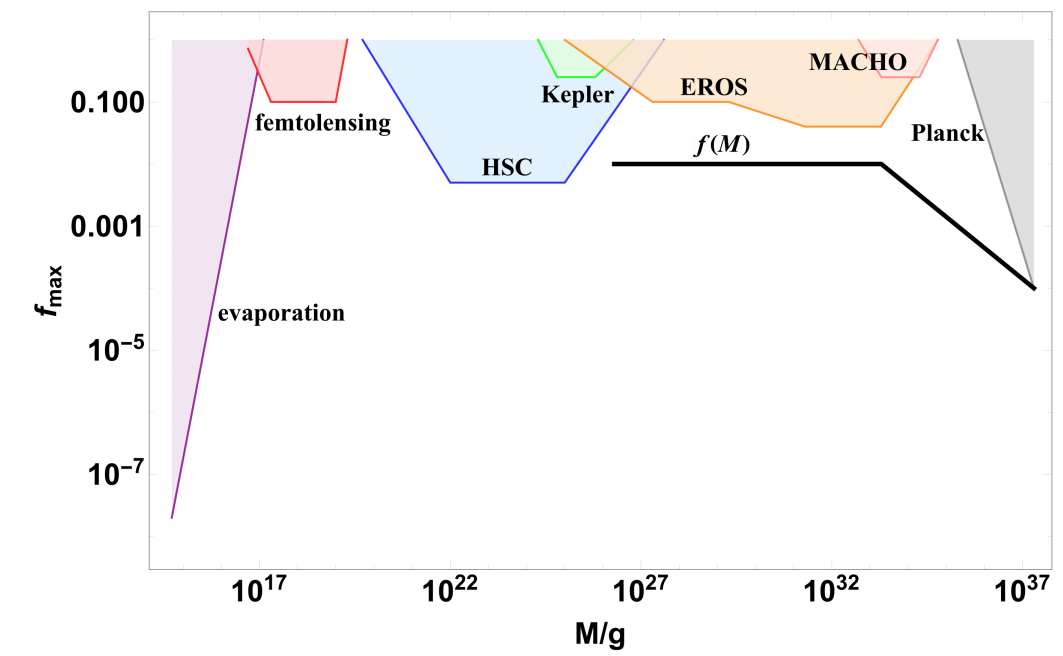 MACHO
EROS
Kepler
0.100
femtolensing
Planck
f(M)
HSC
0.001
f_max
evaporation
10^-5
10^-7
10^17
10^22
10^27
10^32
10^37
M/g